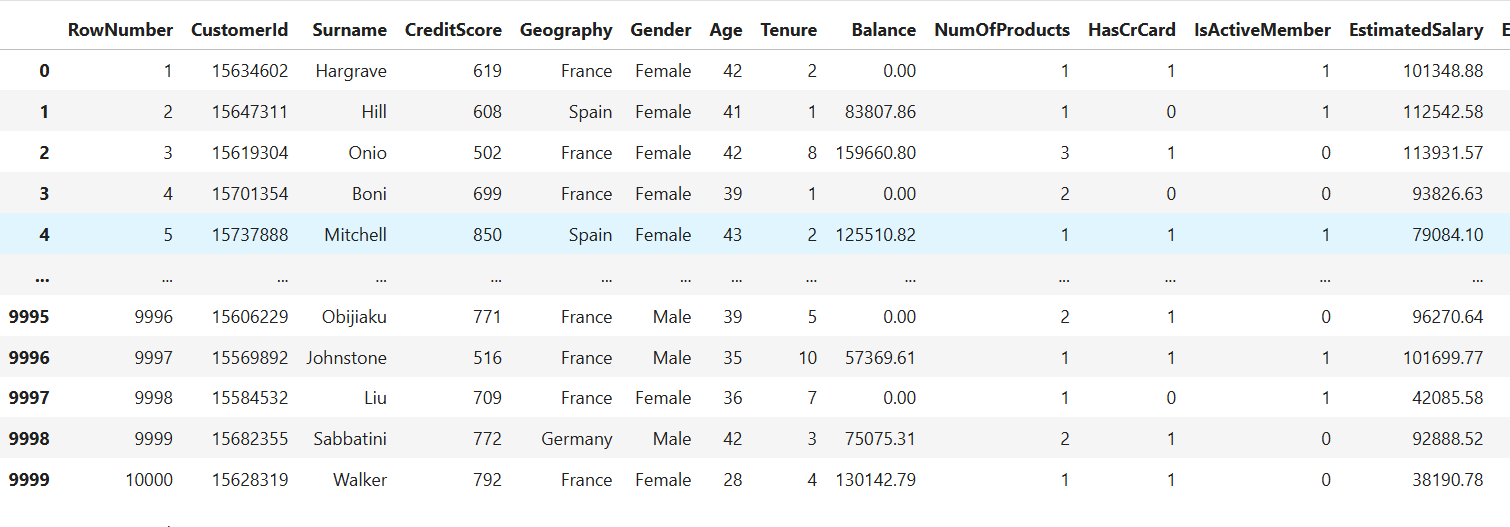 RowNumber CustomerId Surname CreditScore Geography Gender Age Tenure Balance NumOfProducts HasCrCard IsActiveMember EstimatedSalary E
0 1 15634602 Hargrave 619 France Female 42 2 0.00 1 1 1 101348.88
1 2 15647311 Hill 608 Spain Female 41 1 83807.86 1 0 1 112542.58
2 3 15619304 Onio 502 France Female 42 8 159660.80 3 1 0 113931.57
3 4 15701354 Boni 699 France Female 39 1 0.00 2 0 0 93826.63
4 5 15737888 Mitchell 850 Spain Female 43 2 125510.82 1 1 1 79084.10
... ... ... ... ... ... ... ... ... ... ... ... ... ...
9995 9996 15606229 Obijiaku 771 France Male 39 5 0.00 2 1 0 96270.64
9996 9997 15569892 Johnstone 516 France Male 35 10 57369.61 1 1 1 101699.77
9997 9998 15584532 Liu 709 France Female 36 7 0.00 1 0 1 42085.58
9998 9999 15682355 Sabbatini 772 Germany Male 42 3 75075.31 2 1 0 92888.52
9999 10000 15628319 Walker 792 France Female 28 4 130142.79 1 1 0 38190.78